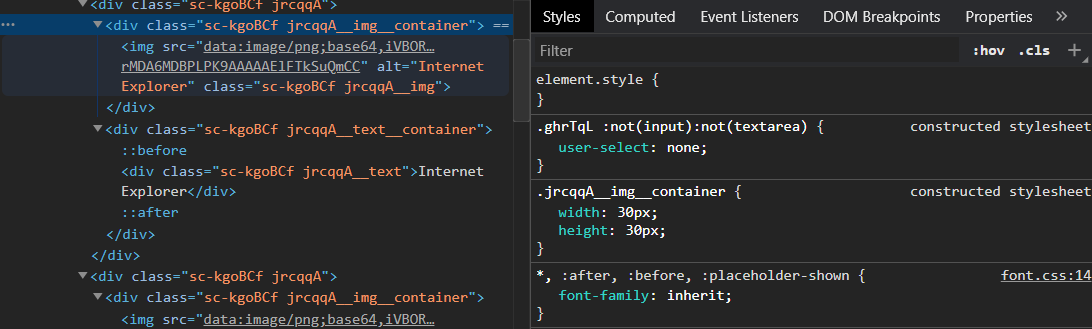 <div class="sc-kgoBCf jrcqqA">
··· <div class="sc-kgoBCf jrcqqA__img__container"> ==
<img src="data:image/png;base64,iVBOR…
rMDA6MDBPLPK9AAAAAElFTkSuQmCC" alt="Internet
Explorer" class="sc-kgoBCf jrcqqA__img">
</div>
<div class="sc-kgoBCf jrcqqA__text__container">
::before
<div class="sc-kgoBCf jrcqqA__text">Internet
Explorer</div>
::after
</div>
</div>
<div class="sc-kgoBCf jrcqqA">
<div class="sc-kgoBCf jrcqqA__img__container">
<img src="data:image/png;base64,iVBOR…
Styles Computed Event Listeners DOM Breakpoints Properties »
Filter :hov .cls +
element.style {
}
.ghrTqL :not(input):not(textarea) { constructed stylesheet
user-select: none;
}
.jrcqqA__img__container { constructed stylesheet
width: 30px;
height: 30px;
}
*, :after, :before, :placeholder-shown { font.css:14
font-family: inherit;
}